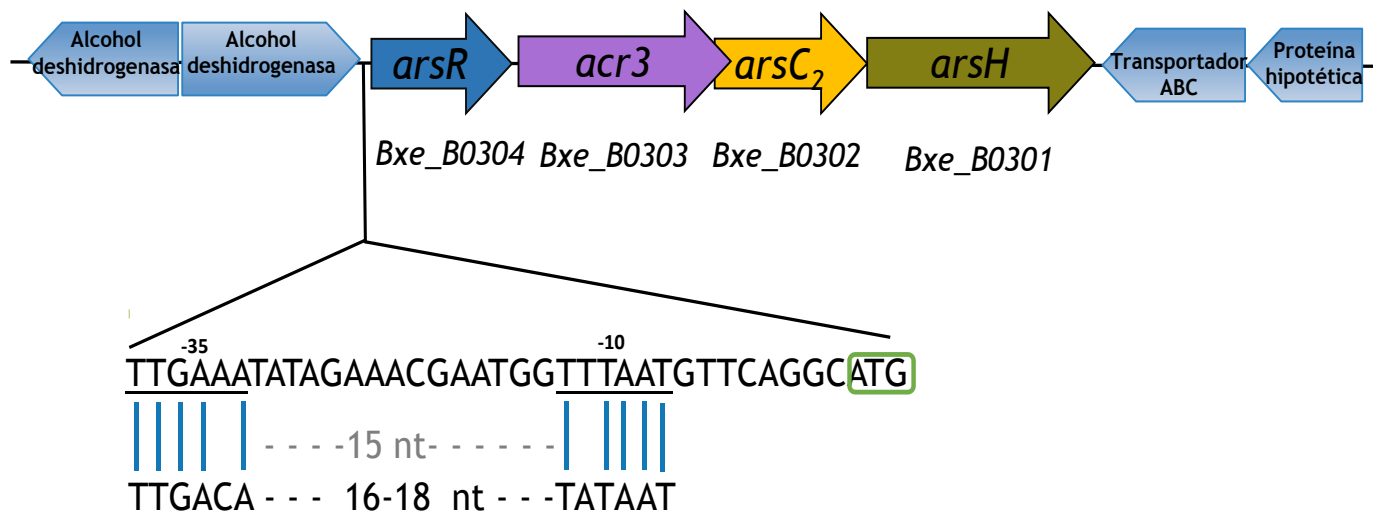 Alcohol
deshidrogenasa
Alcohol
deshidrogenasa
arsR
acr3
arsC2
arsH
Transportador
ABC
Proteína
hipotética
Bxe_B0304 Bxe_B0303 Bxe_B0302 Bxe_B0301
-35 -10
TTGAAATATAGAAACGAATGGTTTAATGTTCAGGCATG
- - - -15 nt- - - - - -
TTGACA- - - 16-18 nt - - -TATAAT